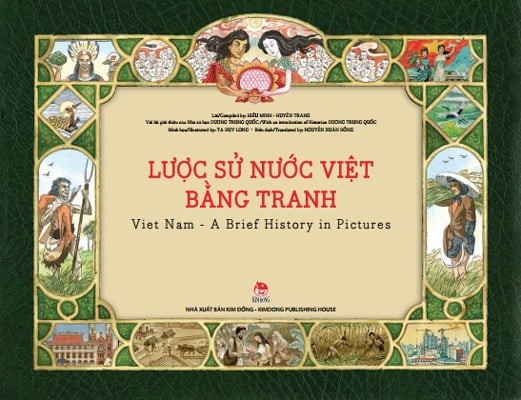 Lời/Compiled by: HIẾU MINH - HUYỀN TRANG
Với lời giới thiệu của Nhà sử học DƯƠNG TRUNG QUỐC/With an introduction of Historian DƯƠNG TRUNG QUỐC
Minh họa/Illustrated by: TẠ HUY LONG - Biên dịch/Translated by: NGUYỄN XUÂN HỒNG
LƯỢC SỬ NƯỚC VIỆT
BẰNG TRANH
Viet Nam - A Brief History in Pictures
KIM ĐỒNG
NHÀ XUẤT BẢN KIM ĐỒNG - KIMDONG PUBLISHING HOUSE